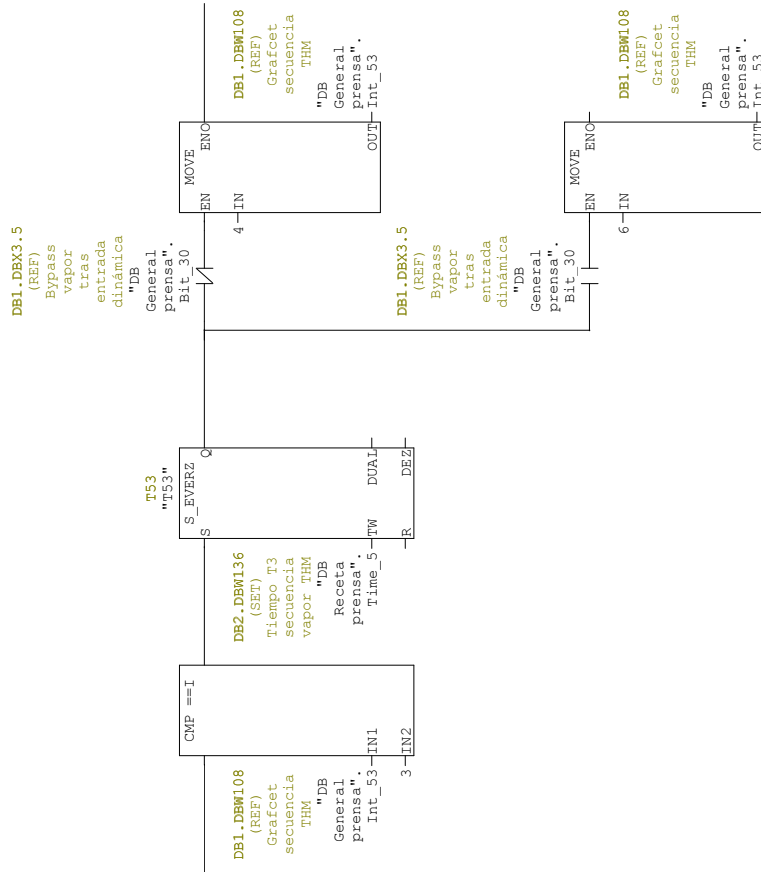 DB1.DBW108
(REF)
Grafcet
secuencia
THM
"DB
General
prensa".
Int_53
CMP ==I
IN1
3
IN2
T53
"T53"
S_EVERZ
S
Q
DB2.DBW136
(SET)
Tiempo T3
secuencia
vapor THM
"DB
Receta
prensa".
Time_5
TW
DUAL
R
DEZ
DB1.DBX3.5
(REF)
Bypass
vapor
tras
entrada
dinámica
"DB
General
prensa".
Bit_30
MOVE
EN
ENO
4
IN
OUT
DB1.DBW108
(REF)
Grafcet
secuencia
THM
"DB
General
prensa".
Int_53
DB1.DBX3.5
(REF)
Bypass
vapor
tras
entrada
dinámica
"DB
General
prensa".
Bit_30
MOVE
EN
ENO
6
IN
OUT
DB1.DBW108
(REF)
Grafcet
secuencia
THM
"DB
General
prensa".
Int_53